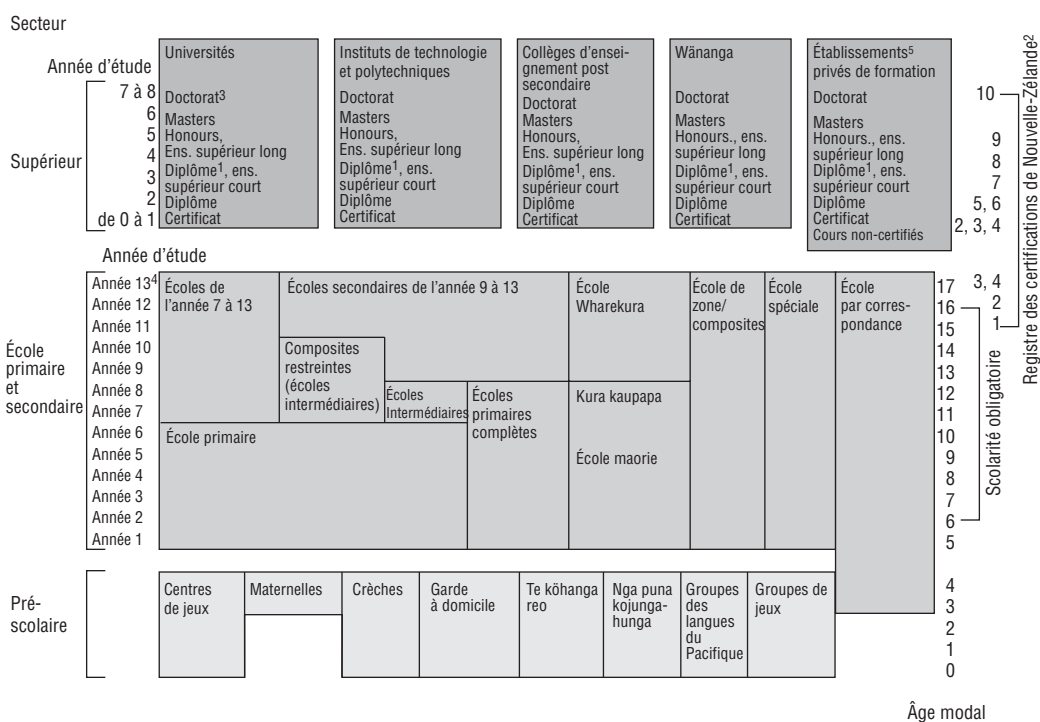 Secteur
Année d'étude
Supérieur
7 à 8
6
5
4
3
2
de 0 à 1
Universités
Doctorat3
Masters
Honours,
Ens. supérieur long
Diplôme1, ens.
supérieur court
Diplôme
Certificat
Instituts de technologie
et polytechniques
Doctorat
Masters
Honours,
Ens. supérieur long
Diplôme1, ens.
supérieur court
Diplôme
Certificat
Collèges d'ensei-
gnement post
secondaire
Doctorat
Masters
Honours,
Ens. supérieur long
Diplôme1, ens.
supérieur court
Diplôme
Certificat
Wänanga
Doctorat
Masters
Honours., ens.
supérieur long
Diplôme1, ens.
supérieur court
Diplôme
Certificat
Établissements5
privés de formation
Doctorat
Masters
Honours., ens.
supérieur long
Diplôme1, ens.
supérieur court
Diplôme
Certificat
Cours non-certifiés
10
9
8
7
5, 6
2, 3, 4
3, 4
2
1
Registre des certifications de Nouvelle-Zélande2
Année d'étude
École
primaire
et
secondaire
Année 134
Année 12
Année 11
Année 10
Année 9
Année 8
Année 7
Année 6
Année 5
Année 4
Année 3
Année 2
Année 1
Écoles de
l'année 7 à 13
Écoles secondaires de l'année 9 à 13
Composites
restreintes
(écoles
intermédiaires)
Écoles
Intermédiaires
Écoles
primaires
complètes
École primaire
École
Wharekura
Kura kaupapa
École maorie
École de
zone/
composites
École
spéciale
École
par corres-
pondance
17
16
15
14
13
12
11
10
9
8
7
6
5
Scolarité obligatoire
Pré-
scolaire
Centres
de jeux
Maternelles
Crèches
Garde
à domicile
Te köhanga
reo
Nga puna
kojunga-
hunga
Groupes
des
langues
du
Pacifique
Groupes de
jeux
4
3
2
1
0
Âge modal